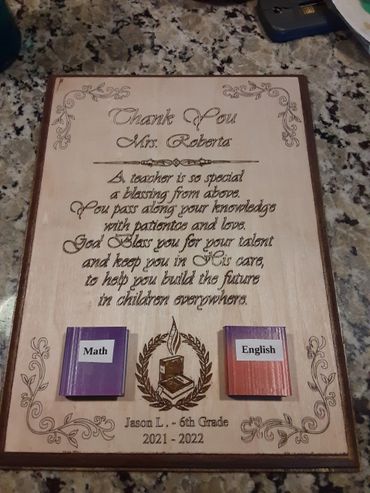 Thank You
Mrs. Roberta
A teacher is so special
a blessing from above.
You pass along your knowledge
with patientce and love.
God Bless you for your talent
and keep you in His care,
to help you build the future
in children everywhere.
Math
English
Jason L. - 6th Grade
2021 - 2022